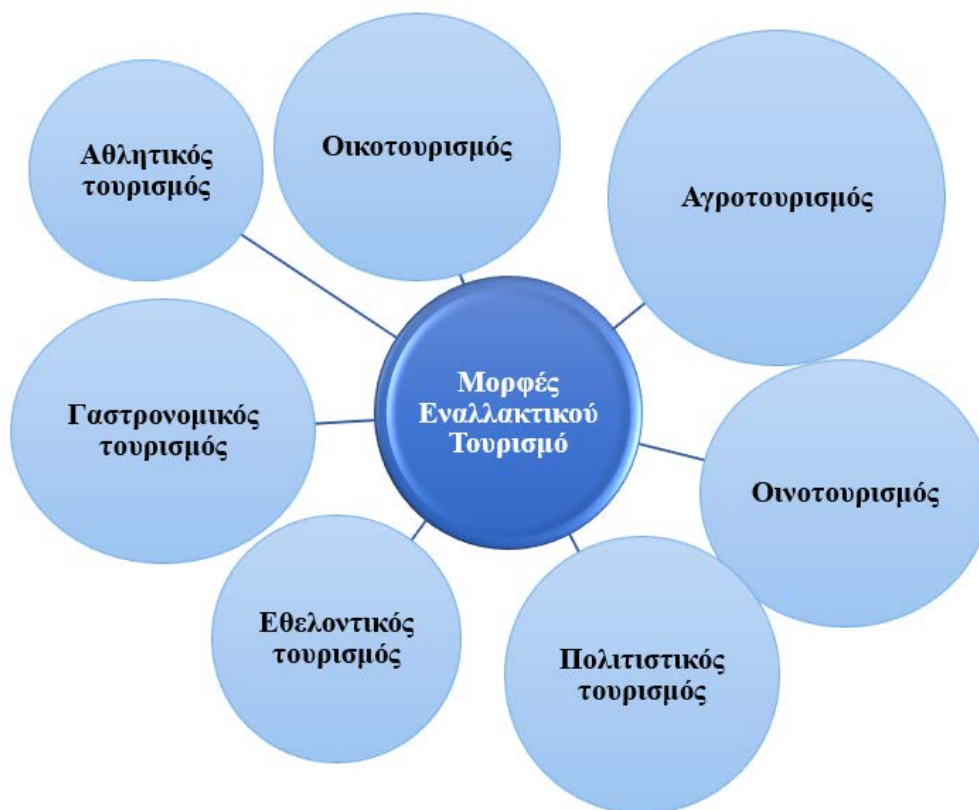 Αθλητικός
τουρισμός
Οικοτουρισμός
Αγροτουρισμός
Μορφές
Εναλλακτικού
Τουρισμό
Γαστρονομικός
τουρισμός
Οινοτουρισμός
Εθελοντικός
τουρισμός
Πολιτιστικός
τουρισμός